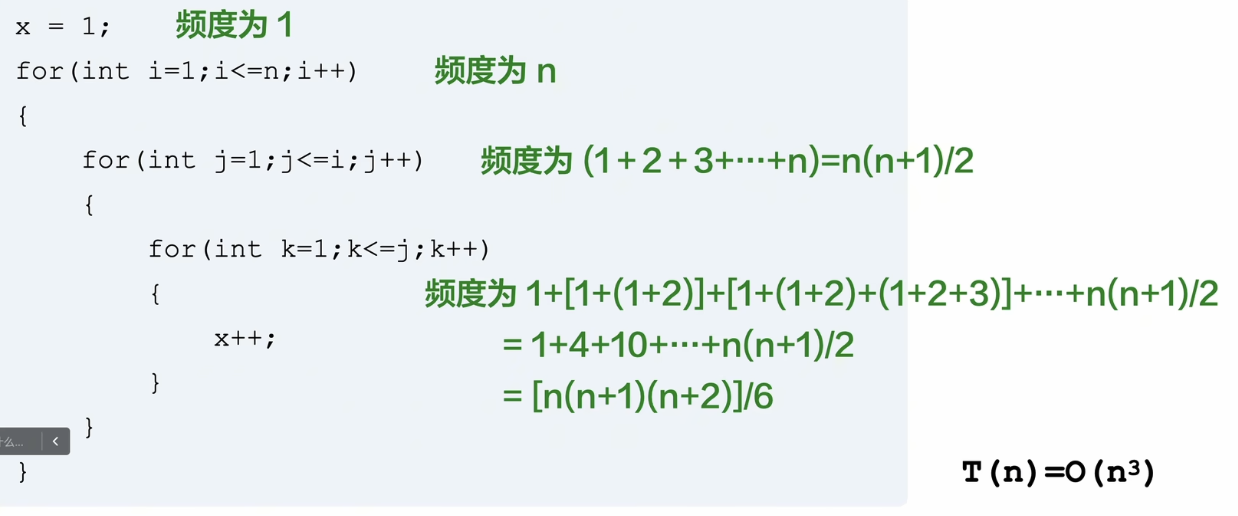 x = 1; 频度为 1
for(int i=1;i<=n;i++) 频度为 n
{
for(int j=1;j<=i;j++) 频度为 (1+2+3+···+n)=n(n+1)/2
{
for(int k=1;k<=j;k++)
{ 频度为 1+[1+(1+2)]+[1+(1+2)+(1+2+3)]+···+n(n+1)/2
x++; = 1+4+10+···+n(n+1)/2
} = [n(n+1)(n+2)]/6
}
什么... <
} T(n)=O(n³)